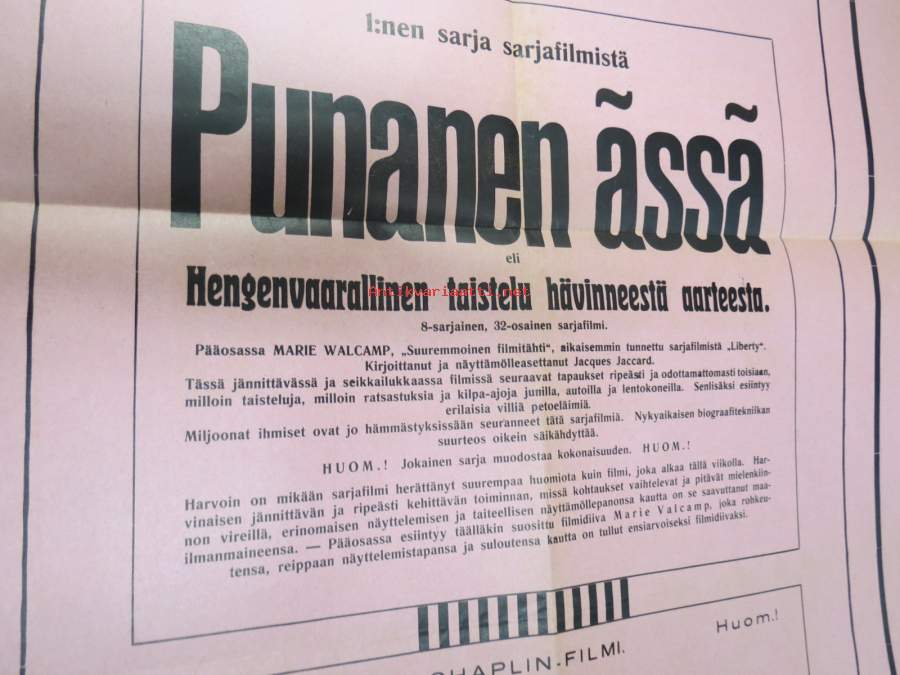 1:nen sarja sarjafilmistä
Punanen ässä
eli
Hengenvaarallinen taistelu hävinneestä aarteesta.
Antikvariaatti.net
8-sarjainen, 32-osainen sarjafilmi.
Pääosassa MARIE WALCAMP, „Suuremmoinen filmitähti“, aikaisemmin tunnettu sarjafilmistä „Liberty“.
Kirjoittanut ja näyttämölleasettanut Jacques Jaccard.
Tässä jännittävässä ja seikkailukkaassa filmissä seuraavat tapaukset ripeästi ja odottamattomasti toisiaan,
milloin taisteluja, milloin ratsastuksia ja kilpa-ajoja junilla, autoilla ja lentokoneilla. Senlisäksi esiintyy
erilaisia villiä petoeläimiä.
Miljoonat ihmiset ovat jo hämmästyksissään seuranneet tätä sarjafilmiä. Nykyaikaisen biograafitekniikan
suurteos oikein säikähdyttää.
HUOM.! Jokainen sarja muodostaa kokonaisuuden. HUOM.!
Harvoin on mikään sarjafilmi herättänyt suurempaa huomiota kuin filmi, joka alkaa tällä viikolla. Har-
vinaisen jännittävän ja ripeästi kehittävän toiminnan, missä kohtaukset vaihtelevat ja pitävät mielenkiin-
non vireillä, erinomaisen näyttelemisen ja taiteellisen näyttämöllepanonsa kautta on se saavuttanut maa-
ilmanmaineensa. — Pääosassa esiintyy täälläkin suosittu filmidiiva Marie Valcamp, joka rohkeu-
tensa, reippaan näyttelemistapansa ja suloutensa kautta on tullut ensiarvoiseksi filmidiivaksi.
CHAPLIN-FILMI.
Huom.!